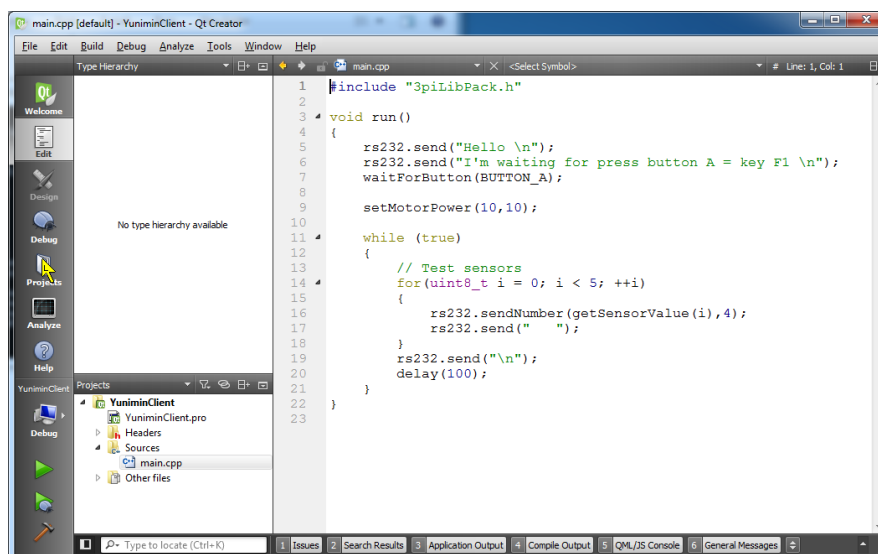 main.cpp [default] - YuniminClient - Qt Creator
File Edit Build Debug Analyze Tools Window Help
Type Hierarchy
main.cpp
<Select Symbol>
# Line: 1, Col: 1
Qt
Welcome
Edit
Design
Debug
Projects
Analyze
Help
YuniminClient
Debug
No type hierarchy available
Projects
YuniminClient
YuniminClient.pro
Headers
Sources
main.cpp
Other files
1 #include "3piLibPack.h"
2
3 void run()
4 {
5     rs232.send("Hello \n");
6     rs232.send("I'm waiting for press button A = key F1 \n");
7     waitForButton(BUTTON_A);
8
9     setMotorPower(10,10);
10
11     while (true)
12     {
13         // Test sensors
14         for(uint8_t i = 0; i < 5; ++i)
15         {
16             rs232.sendNumber(getSensorValue(i),4);
17             rs232.send("   ");
18         }
19         rs232.send("\n");
20         delay(100);
21     }
22 }
23
Type to locate (Ctrl+K)
1 Issues 2 Search Results 3 Application Output 4 Compile Output 5 QML/JS Console 6 General Messages